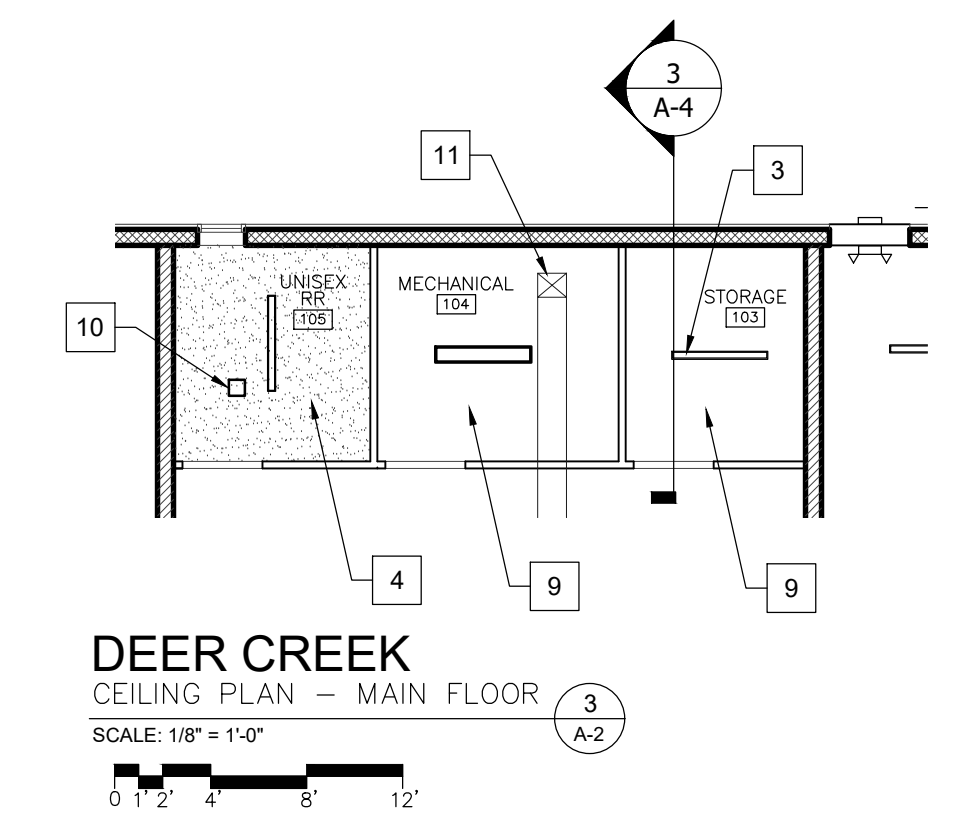 3
A-4
11
3
UNISEX
RR
105
MECHANICAL
104
STORAGE
103
10
4
9
9
DEER CREEK
CEILING PLAN – MAIN FLOOR
3
A-2
SCALE: 1/8" = 1'-0"
0 1' 2' 4' 8' 12'